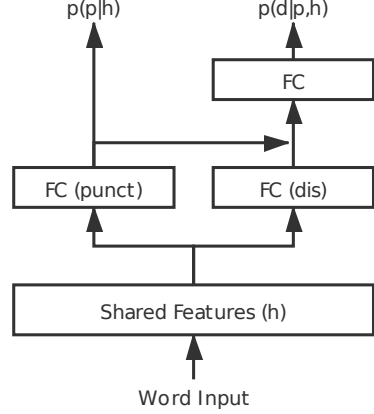 p(p|h)
p(d|p,h)
FC
FC (punct)
FC (dis)
Shared Features (h)
Word Input